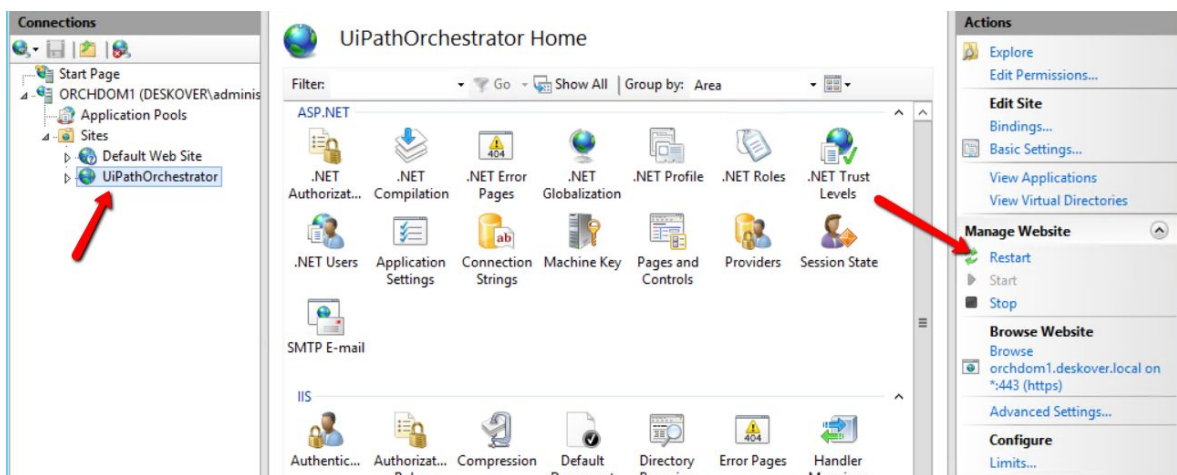 Connections
Start Page
ORCHDOM1 (DESKOVER\adminis
Application Pools
Sites
Default Web Site
UiPathOrchestrator
UiPathOrchestrator Home
Filter: Go Show All Group by: Area
ASP.NET
.NET Authorizat...
.NET Compilation
.NET Error Pages
.NET Globalization
.NET Profile
.NET Roles
.NET Trust Levels
.NET Users
Application Settings
Connection Strings
Machine Key
Pages and Controls
Providers
Session State
SMTP E-mail
IIS
Authentic...
Authorizat...
Compression
Default
Directory
Error Pages
Handler
Actions
Explore
Edit Permissions...
Edit Site
Bindings...
Basic Settings...
View Applications
View Virtual Directories
Manage Website
Restart
Start
Stop
Browse Website
Browse
orchdom1.deskover.local on
*:443 (https)
Advanced Settings...
Configure
Limits...